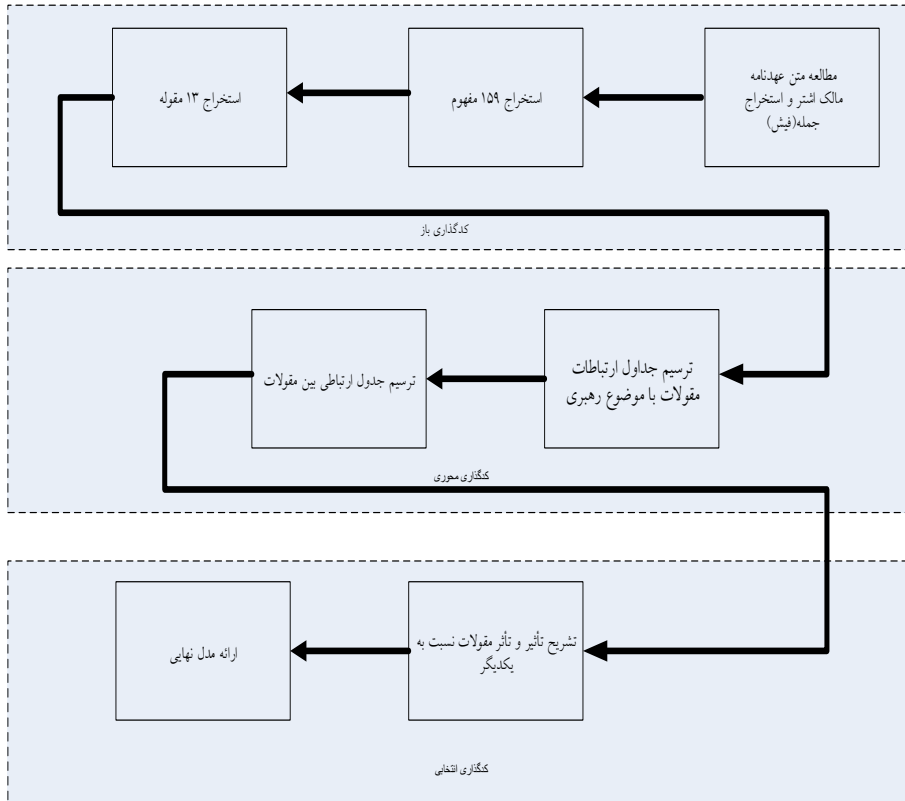 مطالعه متن عهدنامه
مالک اشتر و استخراج
جمله(فیش)
استخراج ۱۵۹ مفهوم
استخراج ۱۳ مقوله
کدگذاری باز
ترسیم جداول ارتباطات
مقولات با موضوع رهبری
ترسیم جدول ارتباطی بین مقولات
کدگذاری محوری
تشریح تأثیر و تأثر مقولات نسبت به
یکدیگر
ارائه مدل نهایی
کدگذاری انتخابی